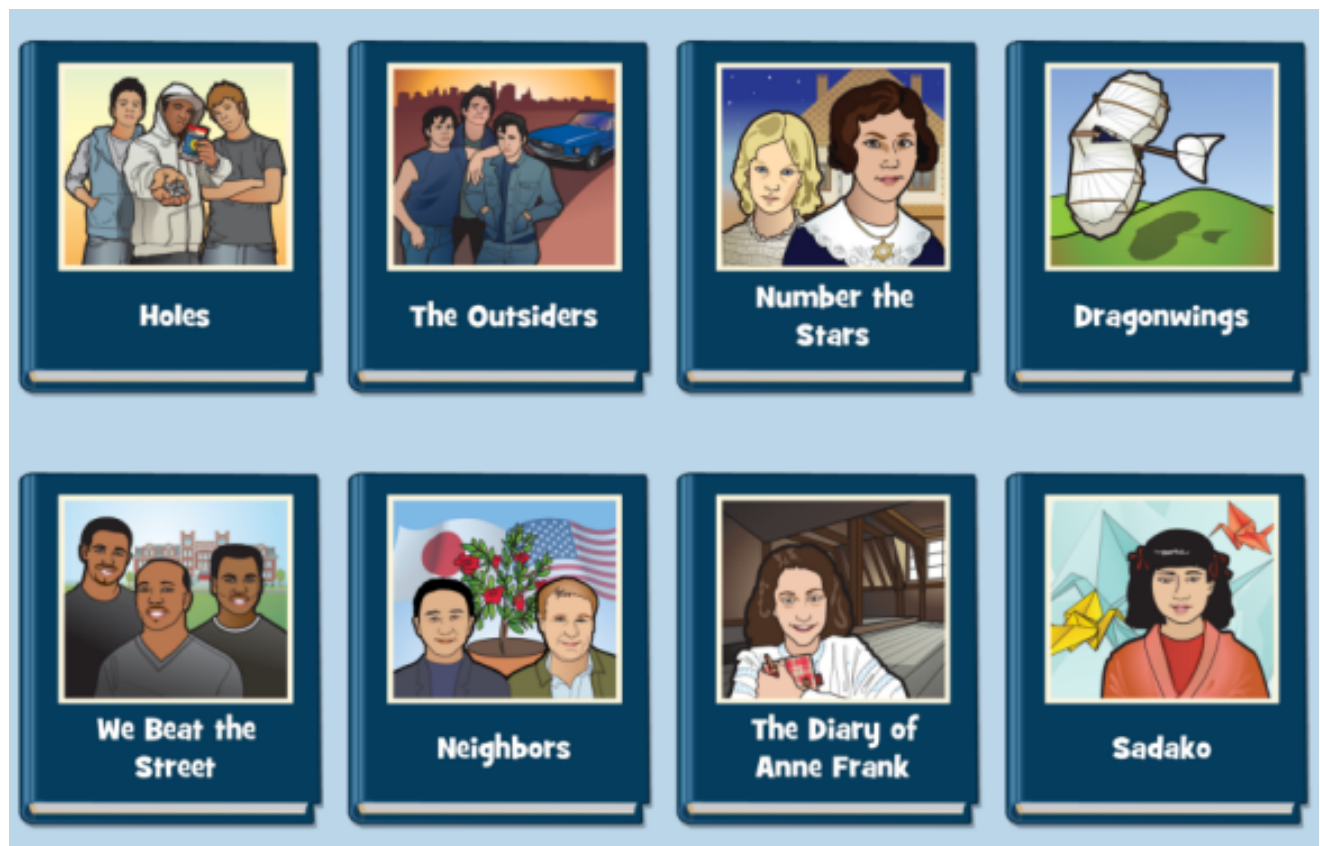 Holes
The Outsiders
Number the
Stars
Dragonwings
We Beat the
Street
Neighbors
The Diary of
Anne Frank
Sadako